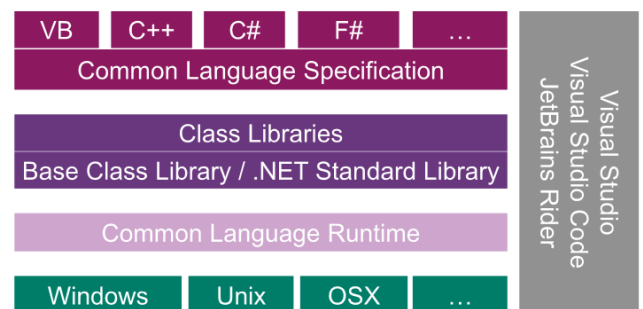 VB
C++
C#
F#
…
Common Language Specification
Class Libraries
Base Class Library / .NET Standard Library
Common Language Runtime
Windows
Unix
OSX
…
Visual Studio
Visual Studio Code
JetBrains Rider